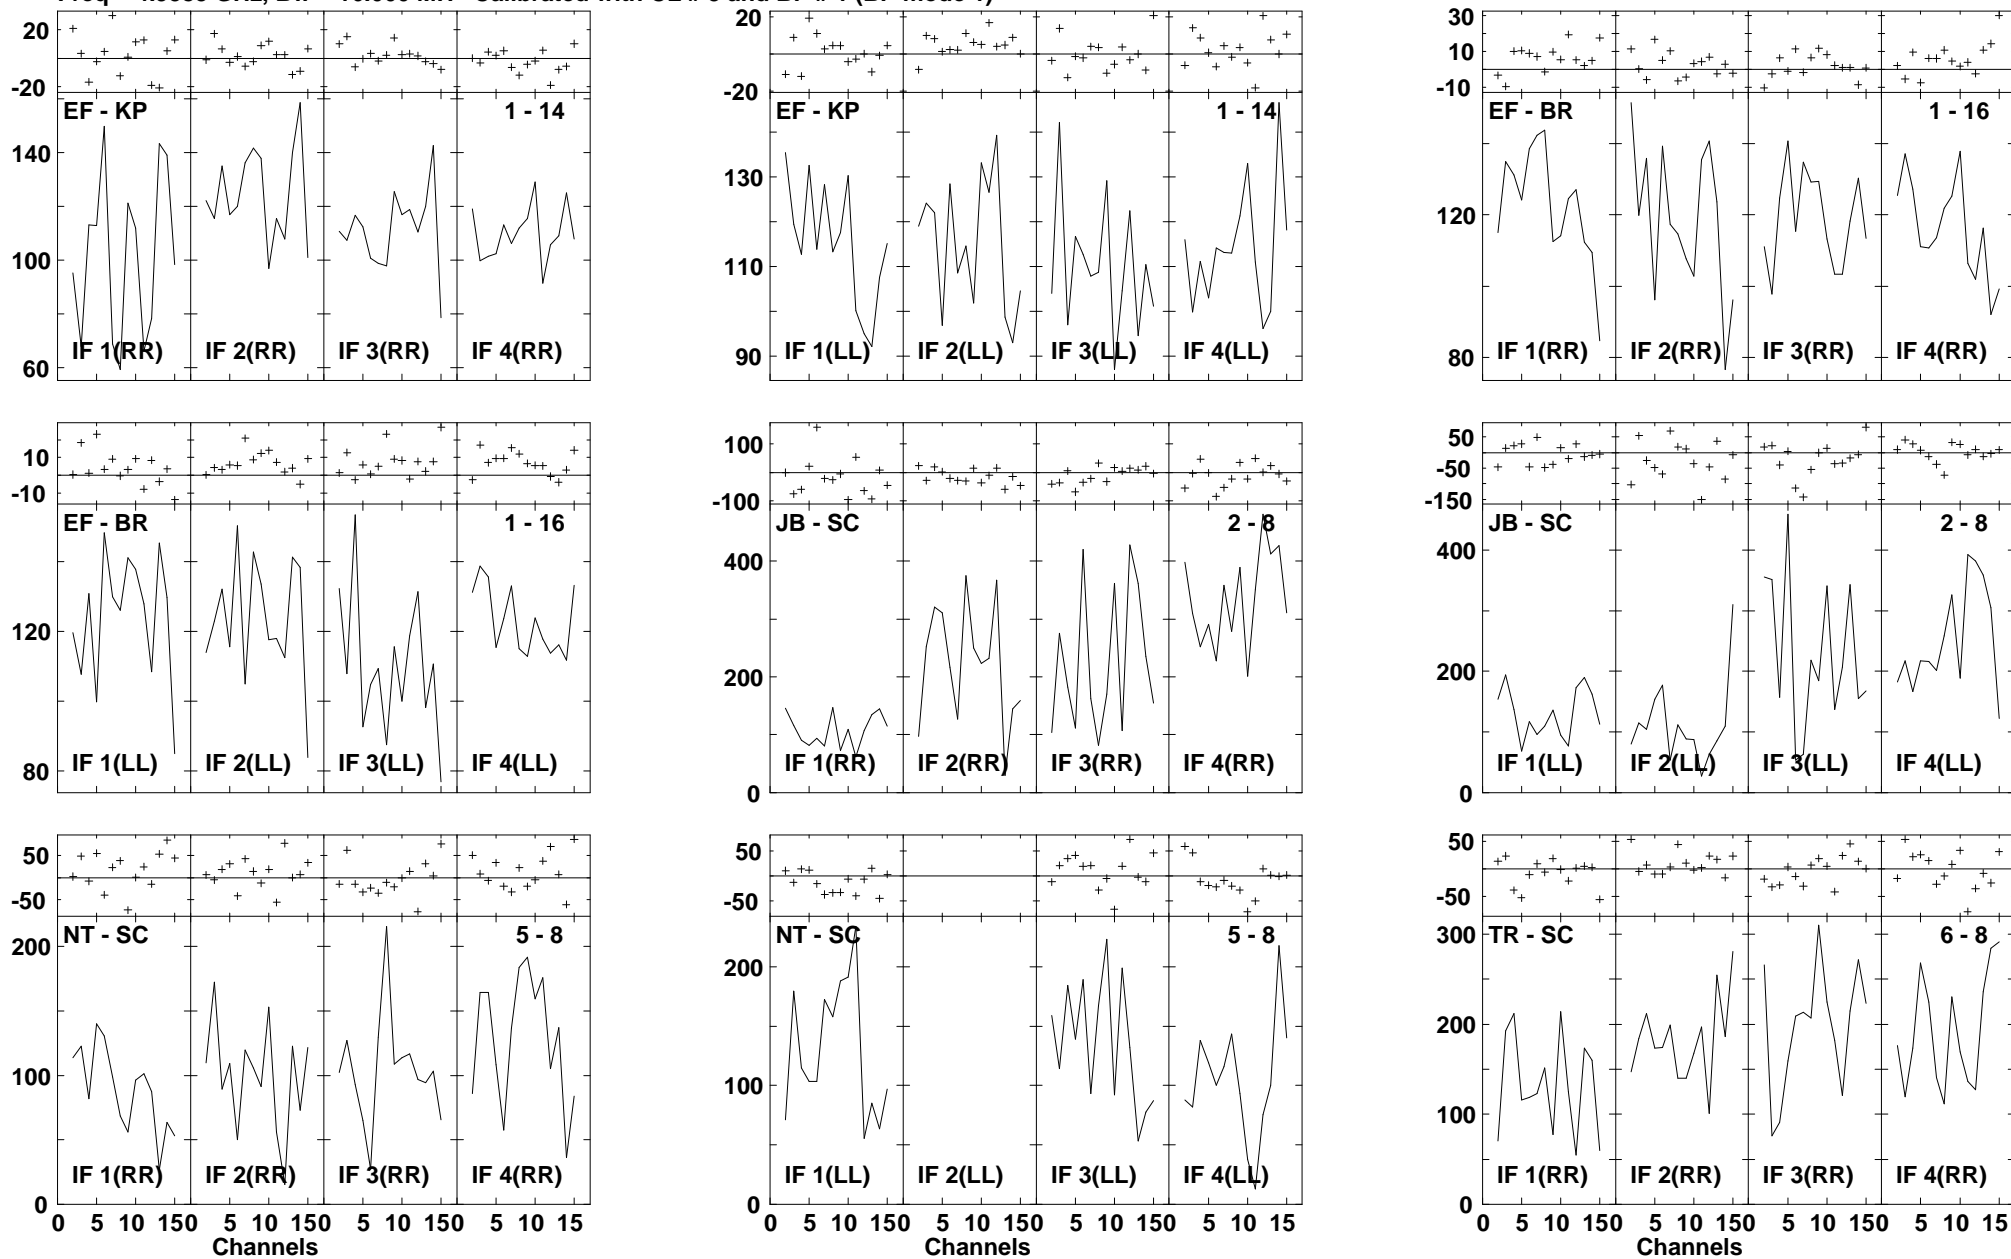 20
-20
EF - KP
1 - 14
140
100
60
IF 1(RR)
IF 2(RR)
IF 3(RR)
IF 4(RR)
20
-20
EF - KP
1 - 14
130
110
90
IF 1(LL)
IF 2(LL)
IF 3(LL)
IF 4(LL)
30
10
-10
EF - BR
1 - 16
120
80
IF 1(RR)
IF 2(RR)
IF 3(RR)
IF 4(RR)
10
-10
EF - BR
1 - 16
120
80
IF 1(LL)
IF 2(LL)
IF 3(LL)
IF 4(LL)
100
-100
JB - SC
2 - 8
400
200
0
IF 1(RR)
IF 2(RR)
IF 3(RR)
IF 4(RR)
50
-50
-150
JB - SC
2 - 8
400
200
0
IF 1(LL)
IF 2(LL)
IF 3(LL)
IF 4(LL)
50
-50
NT - SC
5 - 8
200
100
0
IF 1(RR)
IF 2(RR)
IF 3(RR)
IF 4(RR)
0 5 10 150 5 10 150 5 10 150 5 10 15
Channels
50
-50
NT - SC
5 - 8
200
100
0
IF 1(LL)
IF 2(LL)
IF 3(LL)
IF 4(LL)
0 5 10 150 5 10 150 5 10 150 5 10 15
Channels
50
-50
TR - SC
6 - 8
300
200
100
0
IF 1(RR)
IF 2(RR)
IF 3(RR)
IF 4(RR)
0 5 10 150 5 10 150 5 10 150 5 10 15
Channels